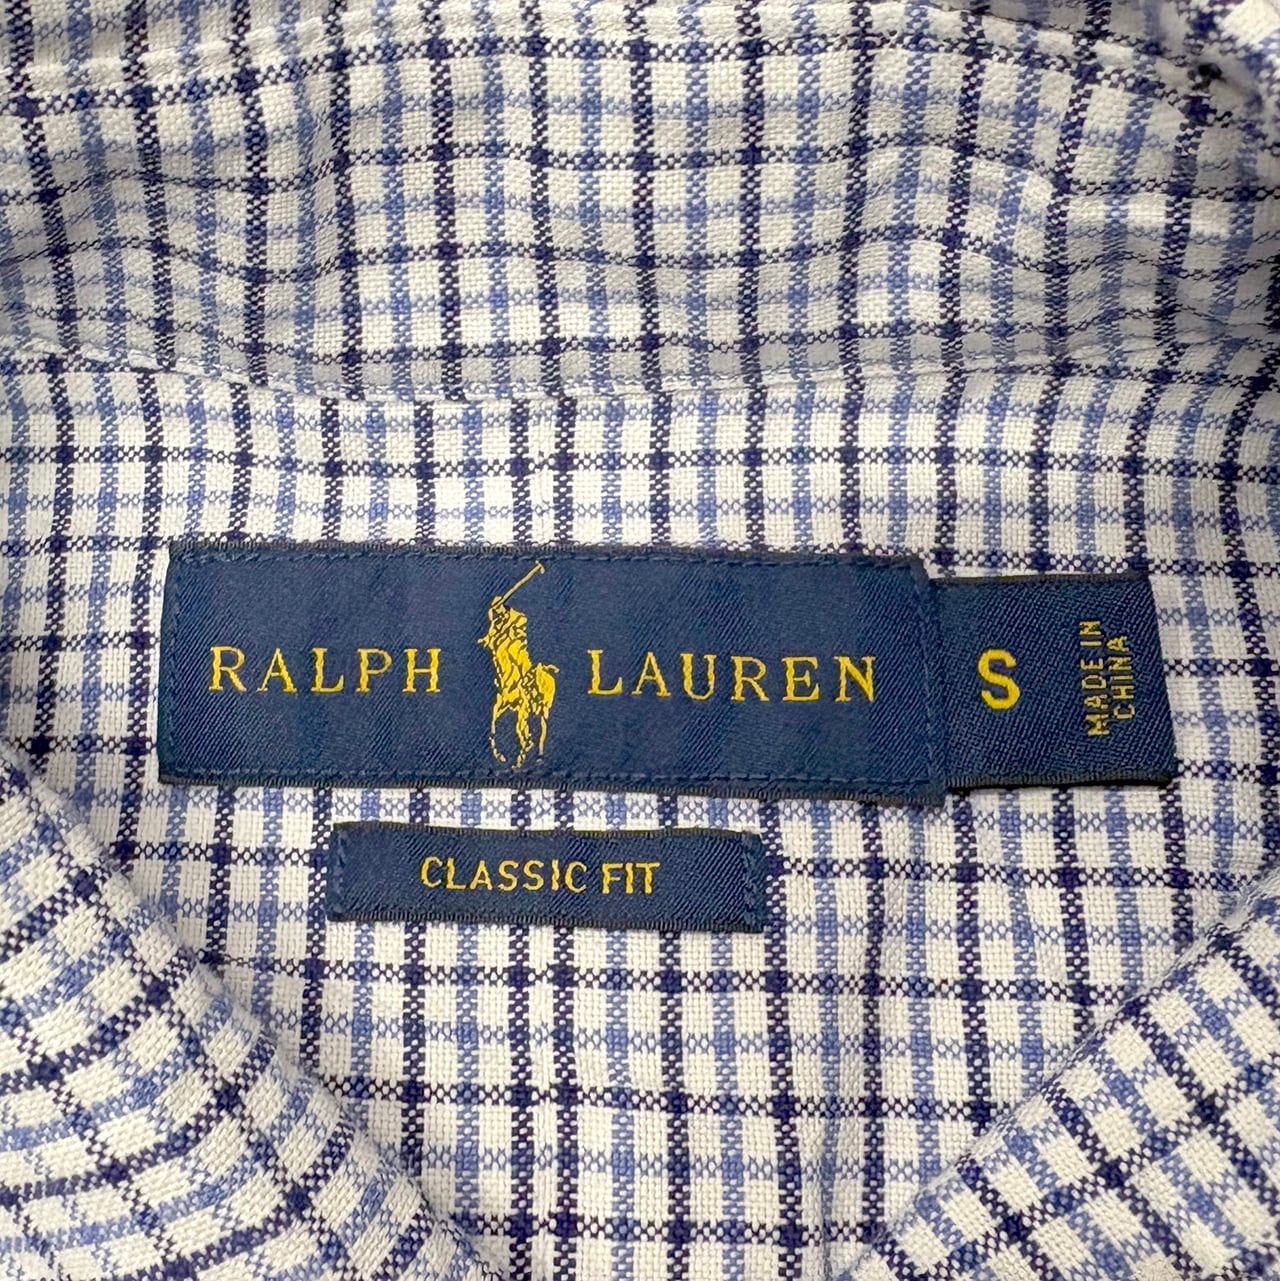 RALPH LAUREN
S
MADE IN
CHINA
CLASSIC FIT